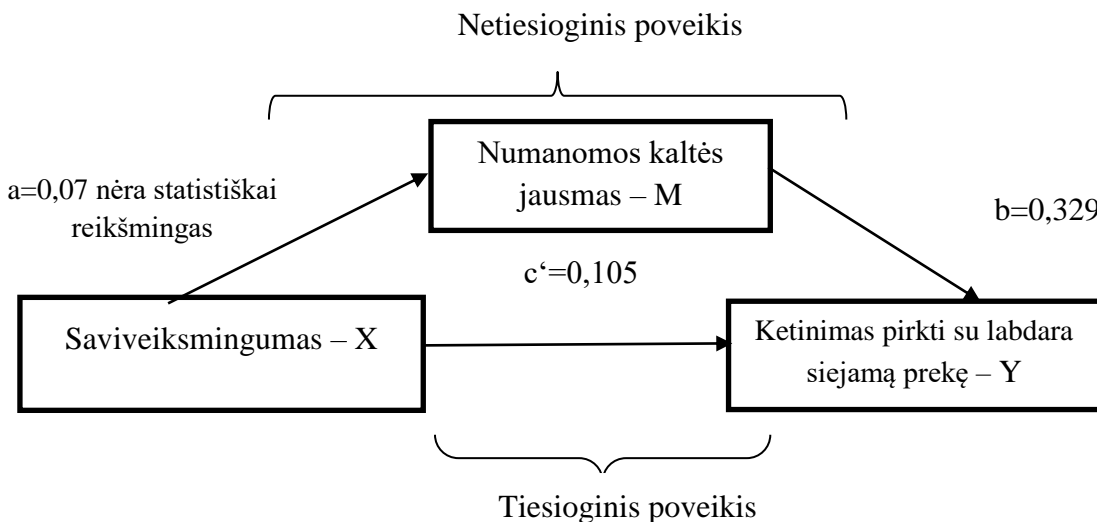 Netiesioginis poveikis
Numanomos kaltės
jausmas – M
a=0,07 nėra statistiškai
reikšmingas
b=0,329
c‘=0,105
Saviveiksmingumas – X
Ketinimas pirkti su labdara
siejamą prekę – Y
Tiesioginis poveikis